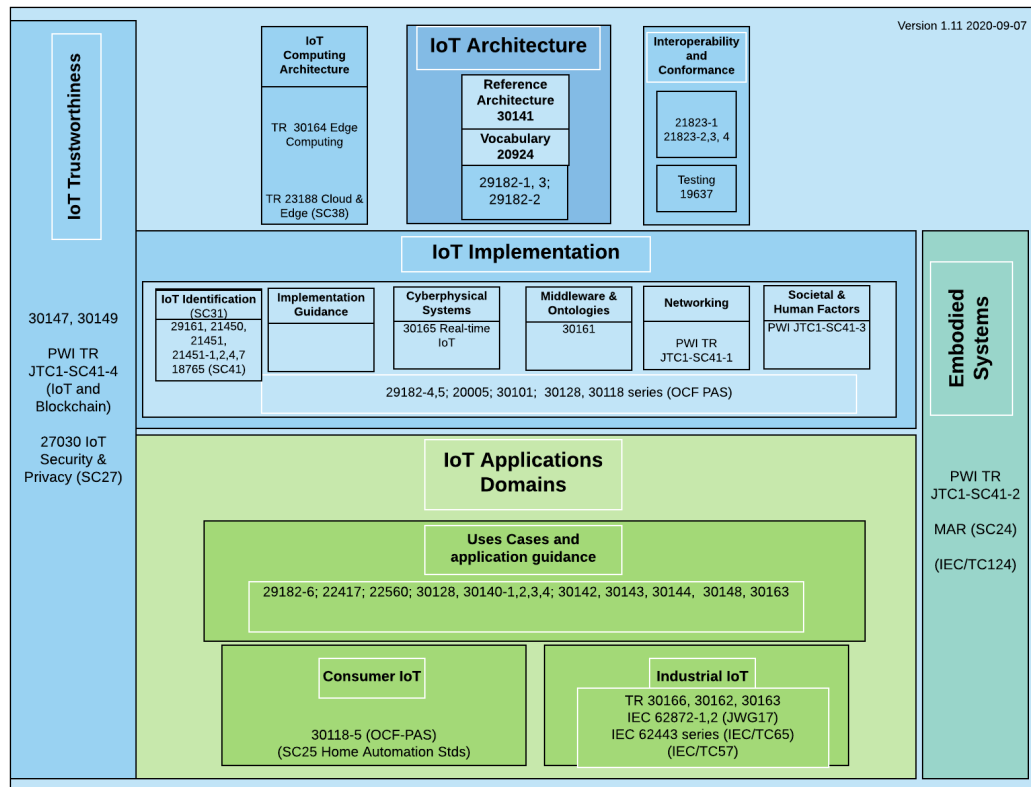 Version 1.11 2020-09-07
IoT Trustworthiness
30147, 30149
PWI TR
JTC1-SC41-4
(IoT and
Blockchain)
27030 IoT
Security &
Privacy (SC27)
IoT
Computing
Architecture
TR  30164 Edge
Computing
TR 23188 Cloud &
Edge (SC38)
IoT Architecture
Reference
Architecture
30141
Vocabulary
20924
29182-1, 3;
29182-2
Interoperability
and
Conformance
21823-1
21823-2,3, 4
Testing
19637
IoT Implementation
IoT Identification
(SC31)
29161, 21450,
21451,
21451-1,2,4,7
18765 (SC41)
Implementation
Guidance
Cyberphysical
Systems
30165 Real-time
IoT
Middleware &
Ontologies
30161
Networking
PWI TR
JTC1-SC41-1
Societal &
Human Factors
PWI JTC1-SC41-3
29182-4,5; 20005; 30101;  30128, 30118 series (OCF PAS)
Embodied
Systems
PWI TR
JTC1-SC41-2
MAR (SC24)
(IEC/TC124)
IoT Applications
Domains
Uses Cases and
application guidance
29182-6; 22417; 22560; 30128, 30140-1,2,3,4; 30142, 30143, 30144,  30148, 30163
Consumer IoT
30118-5 (OCF-PAS)
(SC25 Home Automation Stds)
Industrial IoT
TR 30166, 30162, 30163
IEC 62872-1,2 (JWG17)
IEC 62443 series (IEC/TC65)
(IEC/TC57)